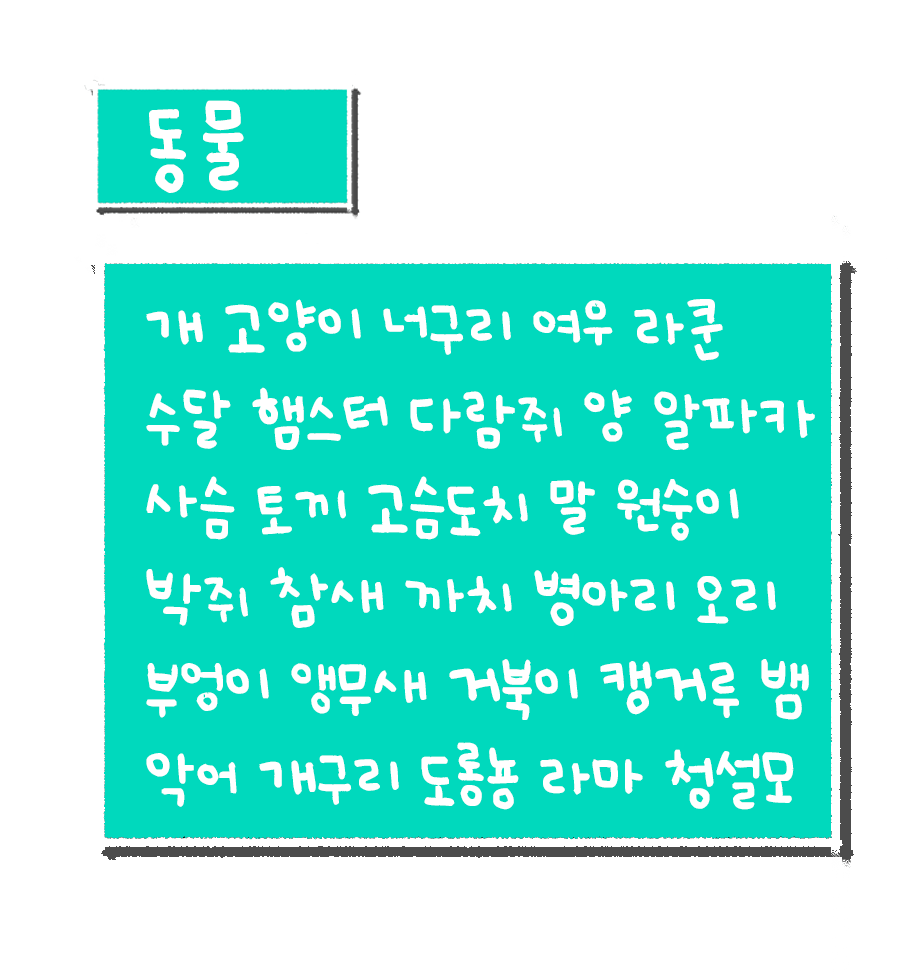 동물
개 고양이 너구리 여우 라쿤
수달 햄스터 다람쥐 양 알파카
사슴 토끼 고슴도치 말 원숭이
박쥐 참새 까치 병아리 오리
부엉이 앵무새 거북이 캥거루 뱀
악어 개구리 도롱뇽 라마 청설모